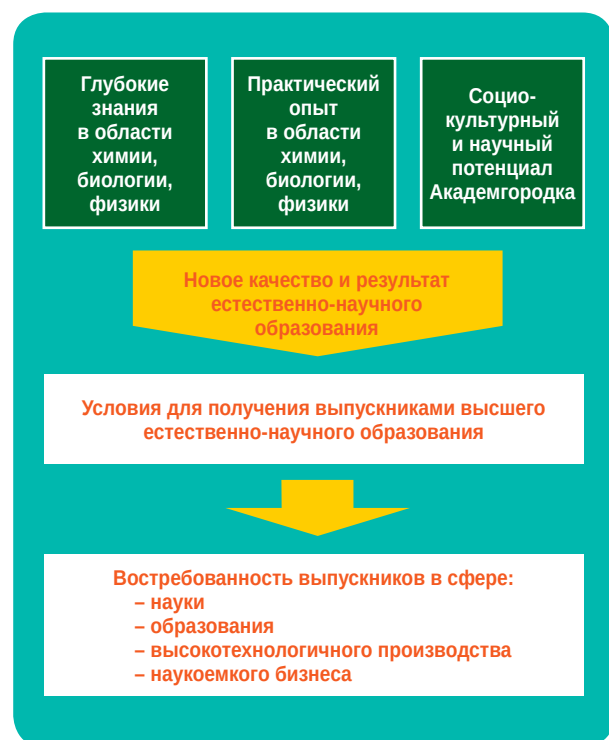 Глубокие
знания
в области
химии,
биологии,
физики
Практический
опыт
в области
химии,
биологии,
физики
Социо-
культурный
и научный
потенциал
Академгородка
Новое качество и результат
естественно-научного
образования
Условия для получения выпускниками высшего
естественно-научного образования
Востребованность выпускников в сфере:
– науки
– образования
– высокотехнологичного производства
– наукоемкого бизнеса